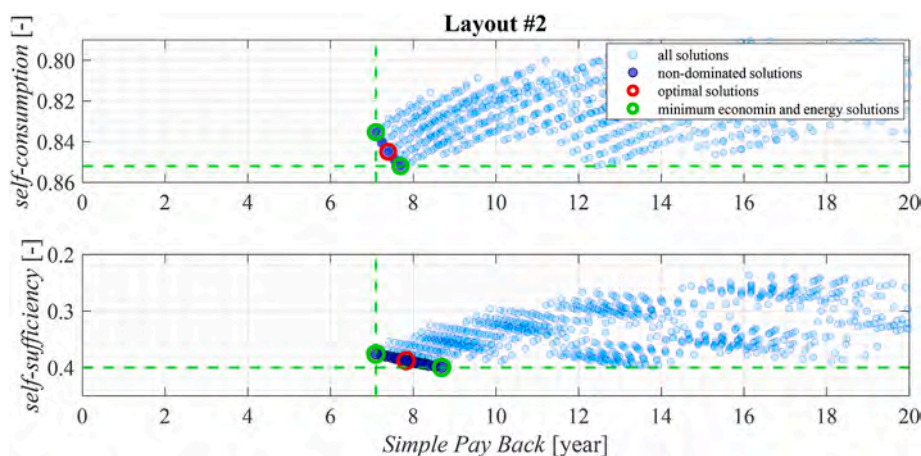 Layout #2
self-consumption [-]
0.80
0.82
0.84
0.86
0 2 4 6 8 10 12 14 16 18 20
all solutions
non-dominated solutions
optimal solutions
minimum economin and energy solutions
self-sufficiency [-]
0.2
0.3
0.4
0 2 4 6 8 10 12 14 16 18 20
Simple Pay Back [year]